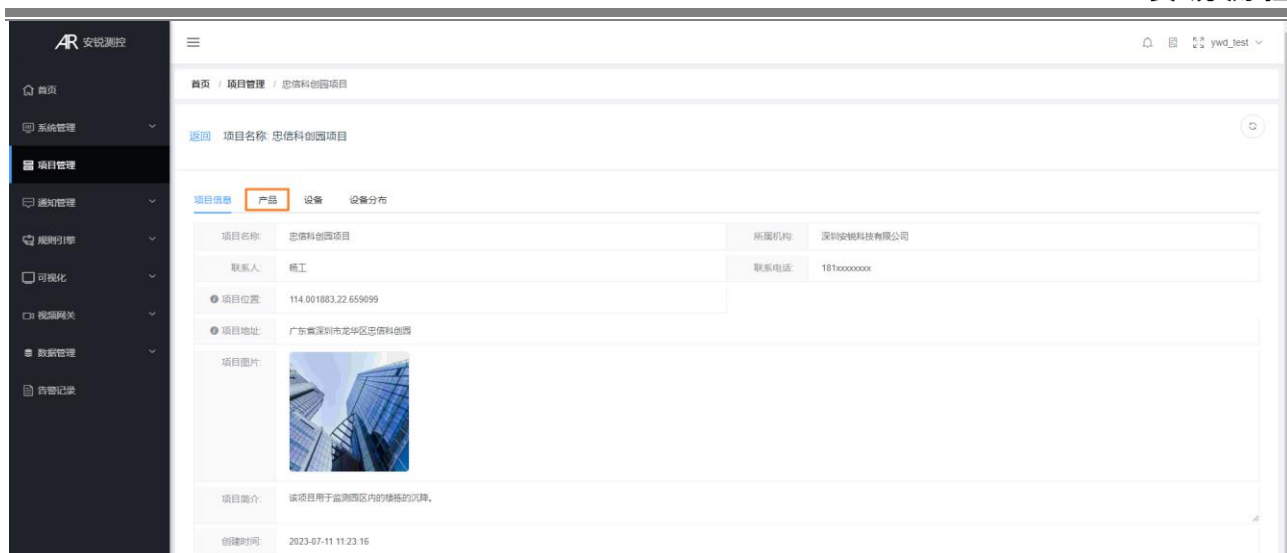 AR 安锐测控
ywd_test
首页 / 项目管理 / 忠信科创园项目
首页
系统管理
项目管理
通知管理
规则引擎
可视化
视频网关
数据管理
告警记录
返回 项目名称: 忠信科创园项目
项目信息 产品 设备 设备分布
项目名称: 忠信科创园项目 所属机构: 深圳安锐科技有限公司
联系人: 杨工 联系电话: 181xxxxxxxx
项目位置: 114.001883,22.659099
项目地址: 广东省深圳市龙华区忠信科创园
项目图片:
项目简介: 该项目用于监测园区内的楼栋的沉降。
创建时间: 2023-07-11 11:23:16